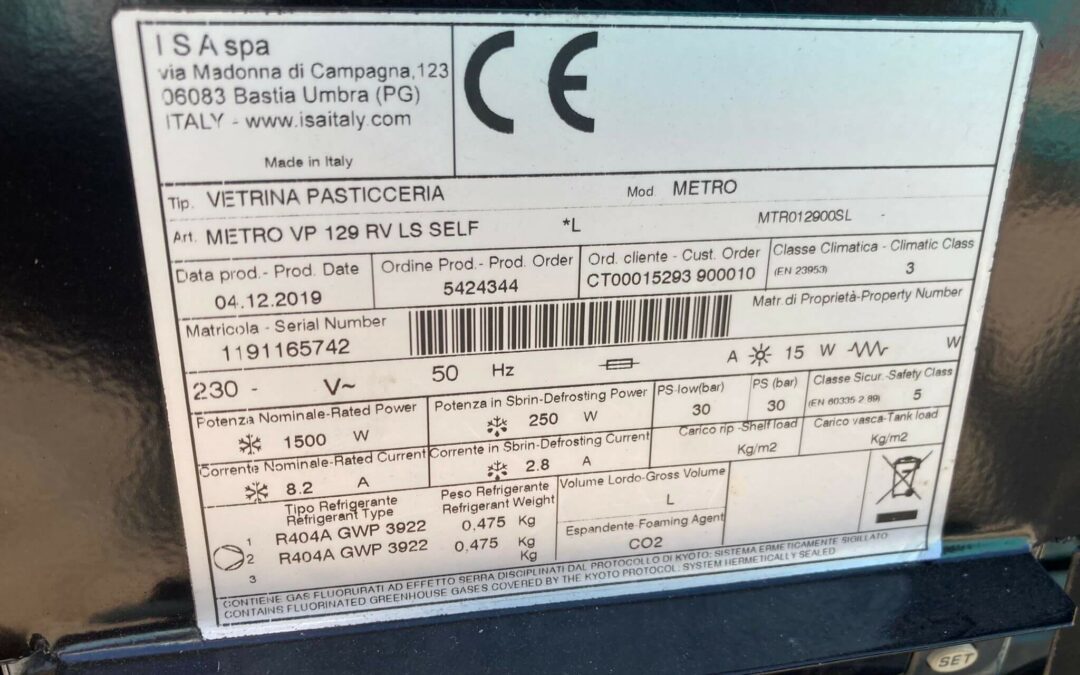 I S A spa
via Madonna di Campagna,123
06083 Bastia Umbra (PG)
ITALY - www.isaitaly.com
Made in Italy
CE
Tip. VETRINA PASTICCERIA Mod. METRO
Art. METRO VP 129 RV LS SELF *L MTR012900SL -
Data prod.- Prod. Date Ordine Prod.- Prod. Order Ord. cliente - Cust. Order Classe Climatica - Climatic Class
04.12.2019 5424344 CT00015293 900010 (EN 23953) 3
Matricola - Serial Number Matr. di Proprietà-Property Number
1191165742
230 - V~ 50 Hz A 15 W W
Potenza Nominale-Rated Power Potenza in Sbrin-Defrosting Power PS low(bar) PS (bar) Classe Sicur.-Safety Class
1500 W 250 W 30 30 (EN 60335 2 89) 5
Corrente Nominale-Rated Current Corrente in Sbrin-Defrosting Current Carico rip -Shelf load Carico vasca-Tank load
8.2 A 2.8 A Kg/m2 Kg/m2
Tipo Refrigerante Peso Refrigerante Volume Lordo-Gross Volume
Refrigerant Type Refrigerant Weight L
1 R404A GWP 3922 0.475 Kg Espandente-Foaming Agent
2 R404A GWP 3922 0,475 Kg CO2
3 Kg
CONTIENE GAS FLUORURATI AD EFFETTO SERRA DISCIPLINATI DAL PROTOCOLLO DI KYOTO: SISTEMA ERMETICAMENTE SIGILLATO
CONTAINS FLUORINATED GREENHOUSE GASES COVERED BY THE KYOTO PROTOCOL: SYSTEM HERMETICALLY SEALED
SET